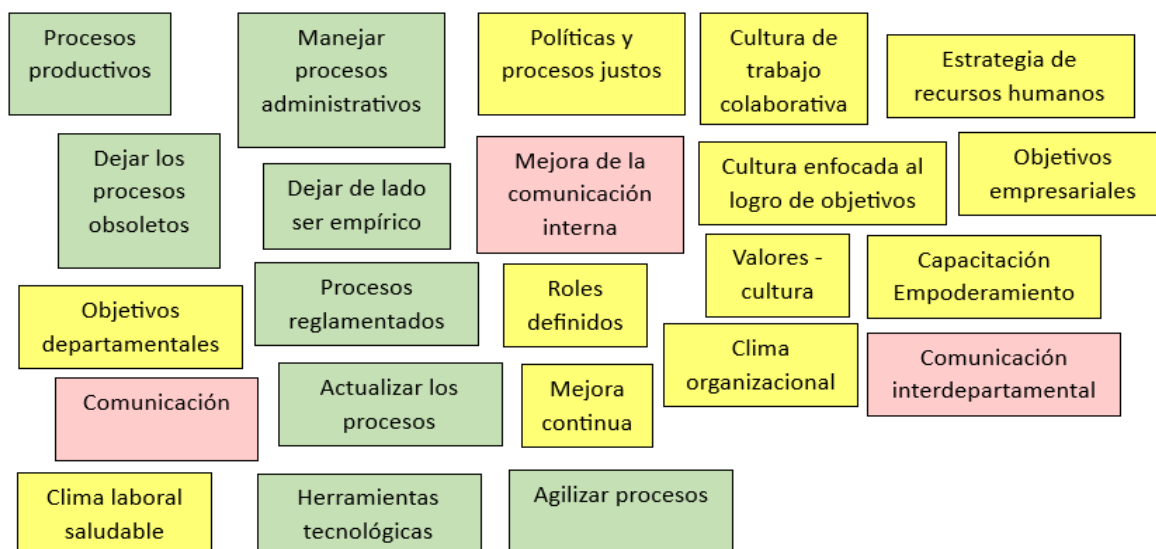 Procesos
productivos
Manejar
procesos
administrativos
Políticas y
procesos justos
Cultura de
trabajo
colaborativa
Estrategia de
recursos humanos
Dejar los
procesos
obsoletos
Dejar de lado
ser empírico
Mejora de la
comunicación
interna
Cultura enfocada al
logro de objetivos
Objetivos
empresariales
Objetivos
departamentales
Procesos
reglamentados
Roles
definidos
Valores -
cultura
Capacitación
Empoderamiento
Comunicación
Actualizar los
procesos
Mejora
continua
Clima
organizacional
Comunicación
interdepartamental
Clima laboral
saludable
Herramientas
tecnológicas
Agilizar procesos